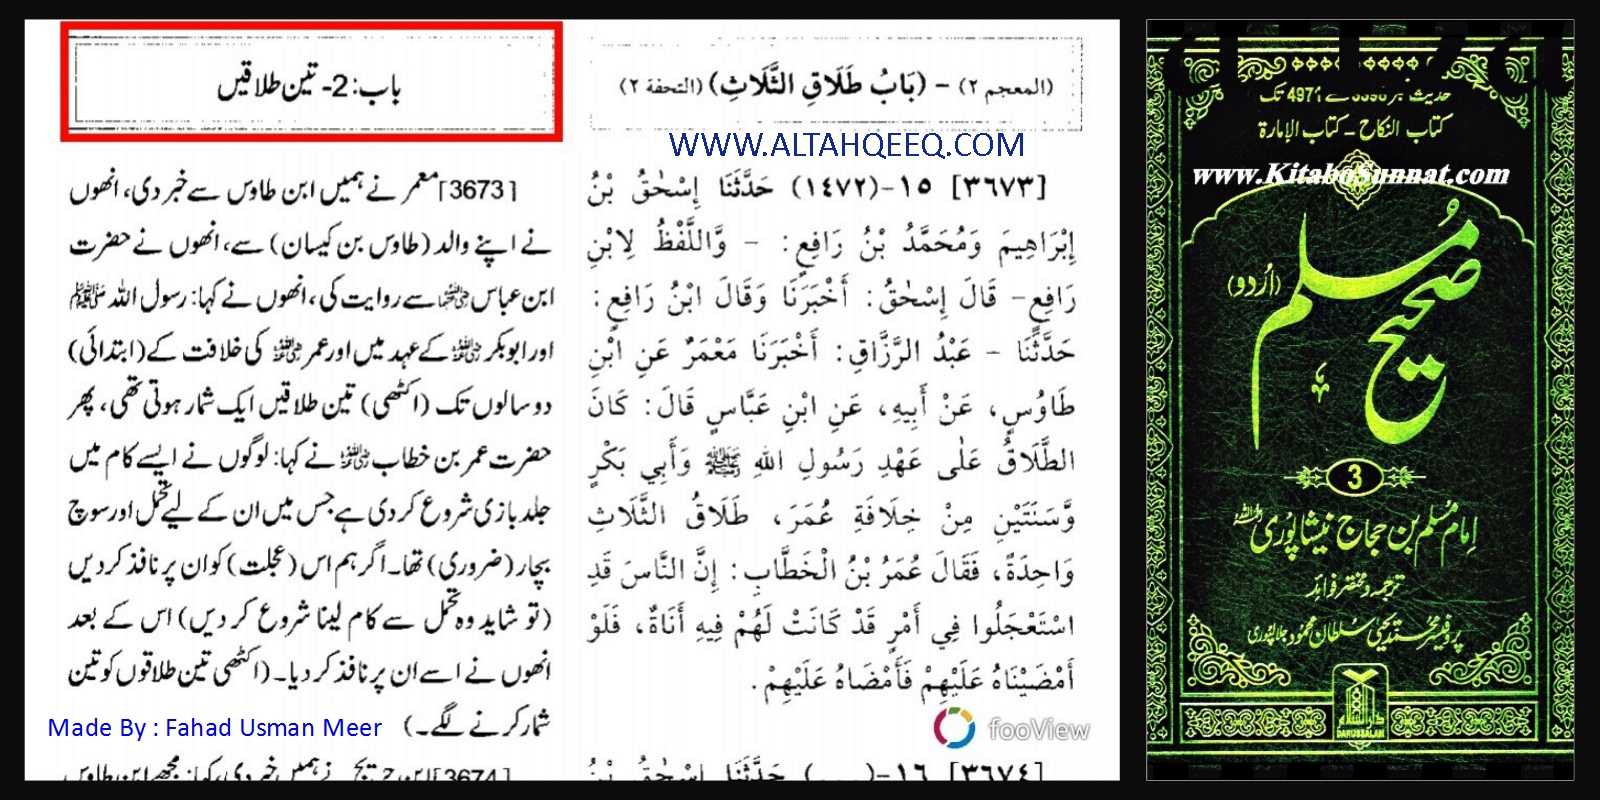 باب: 2- تین طلاقیں
[3673] معمر نے ہمیں ابن طاوس سے خبر دی، انھوں
نے اپنے والد (طاوس بن کیسان) سے، انھوں نے حضرت
ابن عباس رضی اللہ عنہما سے روایت کی، انھوں نے کہا: رسول اللہ ﷺ
اور ابوبکر رضی اللہ عنہ کے عہد میں اور عمر رضی اللہ عنہ کی خلافت کے (ابتدائی)
دو سالوں تک (اکٹھی) تین طلاقیں ایک شمار ہوتی تھی، پھر
حضرت عمر بن خطاب رضی اللہ عنہ نے کہا: لوگوں نے ایسے کام میں
جلد بازی شروع کر دی ہے جس میں ان کے لیے تحمل اور سوچ
بچار (ضروری) تھا۔ اگر ہم اس (عجلت) کو ان پر نافذ کر دیں
(تو شاید وہ تحمل سے کام لینا شروع کر دیں) اس کے بعد
انھوں نے اسے ان پر نافذ کر دیا۔ (اکٹھی تین طلاقوں کو تین
شمار کرنے لگے۔)
Made By : Fahad Usman Meer
[3674] ابن جریج نے ہمیں خبر دی، کہا: مجھے ابن طاوس
(المعجم ٢) - (بَابُ طَلَاقِ الثَّلَاثِ) (التحفة ٢)
WWW.ALTAHQEEQ.COM
[٣٦٧٣] ١٥-(١٤٧٢) حَدَّثَنَا إِسْحٰقُ بْنُ
إِبْرَاهِيمَ وَمُحَمَّدُ بْنُ رَافِعٍ: - وَّاللَّفْظُ لِابْنِ
رَافِعٍ- قَالَ إِسْحٰقُ: أَخْبَرَنَا وَقَالَ ابْنُ رَافِعٍ:
حَدَّثَنَا - عَبْدُ الرَّزَّاقِ: أَخْبَرَنَا مَعْمَرٌ عَنِ ابْنِ
طَاوُسٍ، عَنْ أَبِيهِ، عَنِ ابْنِ عَبَّاسٍ قَالَ: كَانَ
الطَّلَاقُ عَلٰى عَهْدِ رَسُولِ اللهِ ﷺ وَأَبِي بَكْرٍ
وَّسَنَتَيْنِ مِنْ خِلَافَةِ عُمَرَ، طَلَاقُ الثَّلَاثِ
وَاحِدَةً، فَقَالَ عُمَرُ بْنُ الْخَطَّابِ: إِنَّ النَّاسَ قَدِ
اسْتَعْجَلُوا فِي أَمْرٍ قَدْ كَانَتْ لَهُمْ فِيهِ أَنَاةٌ، فَلَوْ
أَمْضَيْنَاهُ عَلَيْهِمْ فَأَمْضَاهُ عَلَيْهِمْ.
fooView
[٣٦٧٤] ١٦-(...) حَدَّثَنَا إِسْحٰقُ بْنُ
حدیث نمبر 3398 سے 4971 تک
کتاب النکاح - کتاب الإمارة
www.KitaboSunnat.com
صحیح مسلم
(اُردو)
3
امام مسلم بن حجاج نیشاپوری رحمہ اللہ
ترجمہ و مختصر فوائد
پروفیسر محمد یحییٰ سلطان محمود جلالپوری
دارالسلام
DARUSSALAM